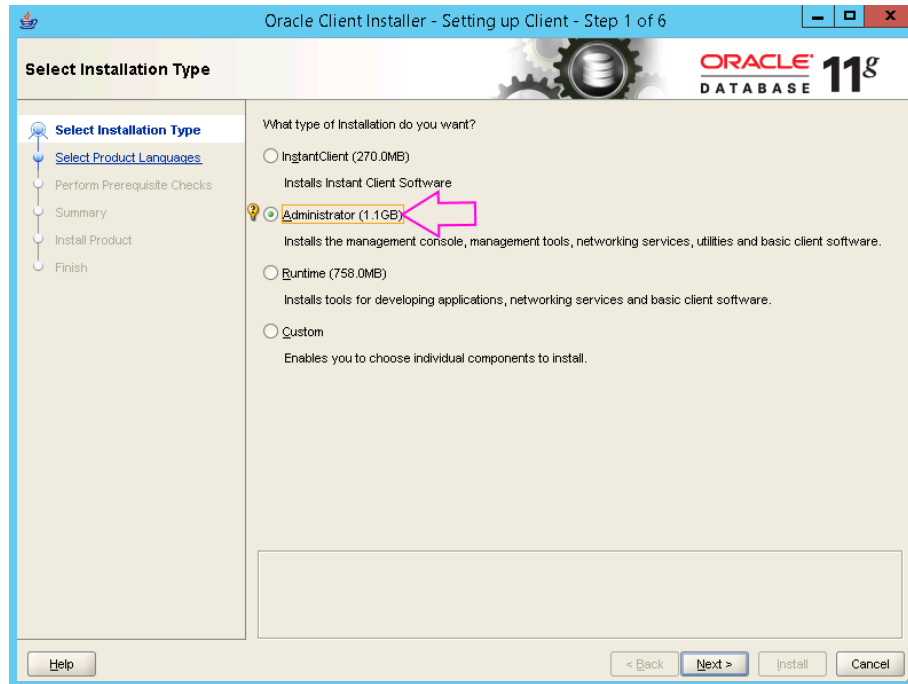 Oracle Client Installer - Setting up Client - Step 1 of 6
Select Installation Type
ORACLE
DATABASE
11g
Select Installation Type
Select Product Languages
Perform Prerequisite Checks
Summary
Install Product
Finish
What type of Installation do you want?
InstantClient (270.0MB)
Installs Instant Client Software
Administrator (1.1GB)
Installs the management console, management tools, networking services, utilities and basic client software.
Runtime (758.0MB)
Installs tools for developing applications, networking services and basic client software.
Custom
Enables you to choose individual components to install.
Help
< Back
Next >
Install
Cancel